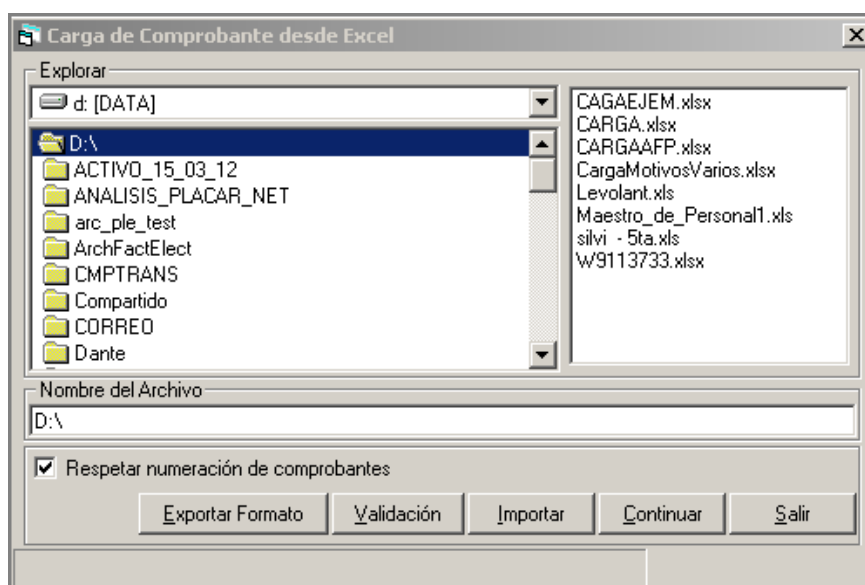 Carga de Comprobante desde Excel
Explorar
d: [DATA]
D:\
ACTIVO_15_03_12
ANALISIS_PLACAR_NET
arc_ple_test
ArchFactElect
CMPTRANS
Compartido
CORREO
Dante
CAGAEJEM.xlsx
CARGA.xlsx
CARGAAFP.xlsx
CargaMotivosVarios.xlsx
Levolant.xls
Maestro_de_Personal1.xls
silvi - 5ta.xls
W9113733.xlsx
Nombre del Archivo
D:\
Respetar numeración de comprobantes
Exportar Formato Validación Importar Continuar Salir